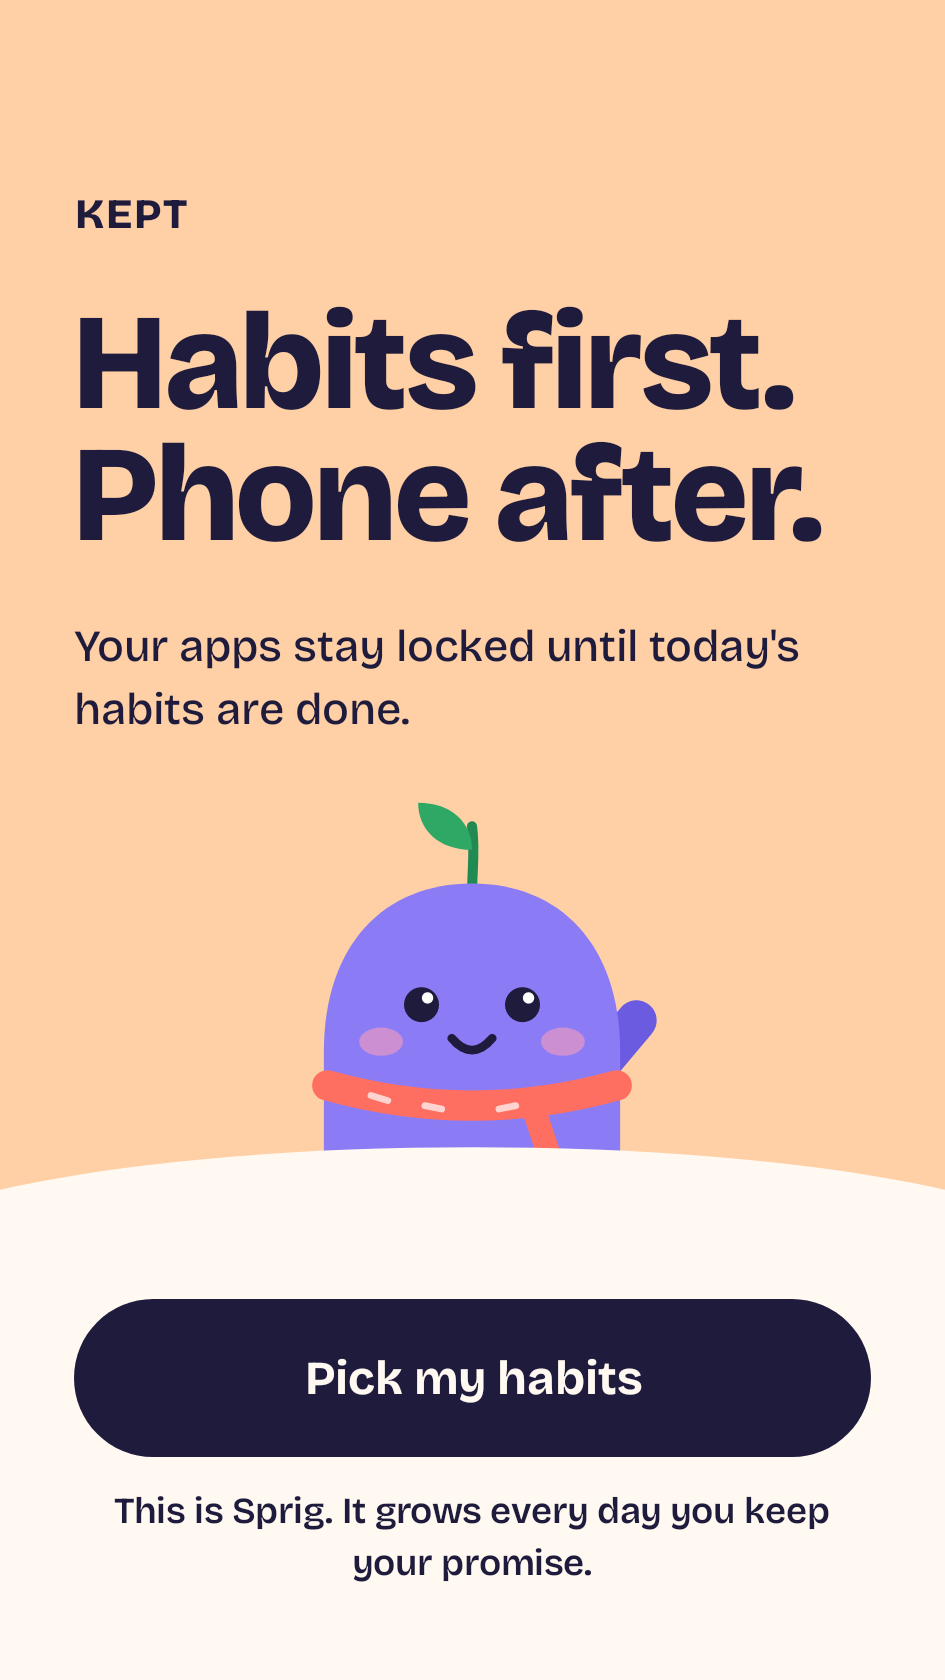 KEPT
Habits first.
Phone after.
Your apps stay locked until today's
habits are done.
Pick my habits
This is Sprig. It grows every day you keep
your promise.